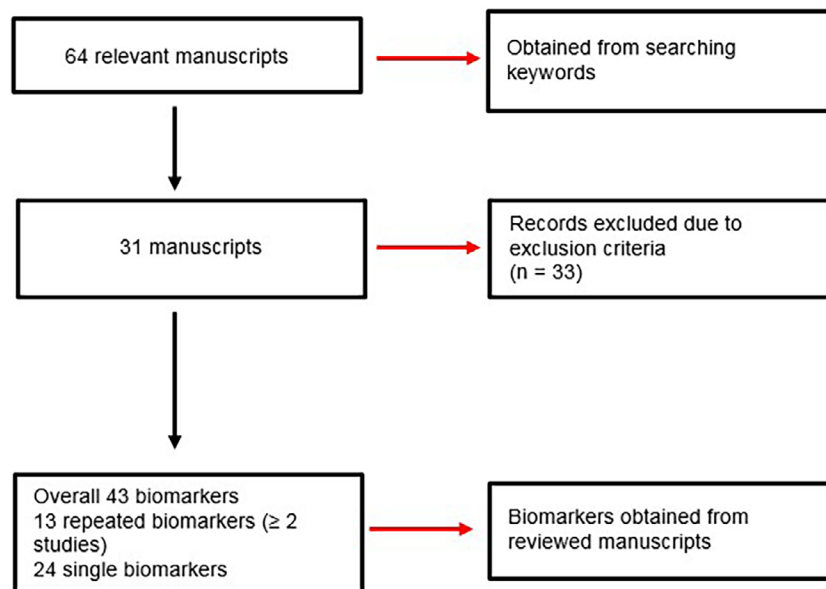 64 relevant manuscripts
Obtained from searching
keywords
31 manuscripts
Records excluded due to
exclusion criteria
(n = 33)
Overall 43 biomarkers
13 repeated biomarkers (≥ 2
studies)
24 single biomarkers
Biomarkers obtained from
reviewed manuscripts